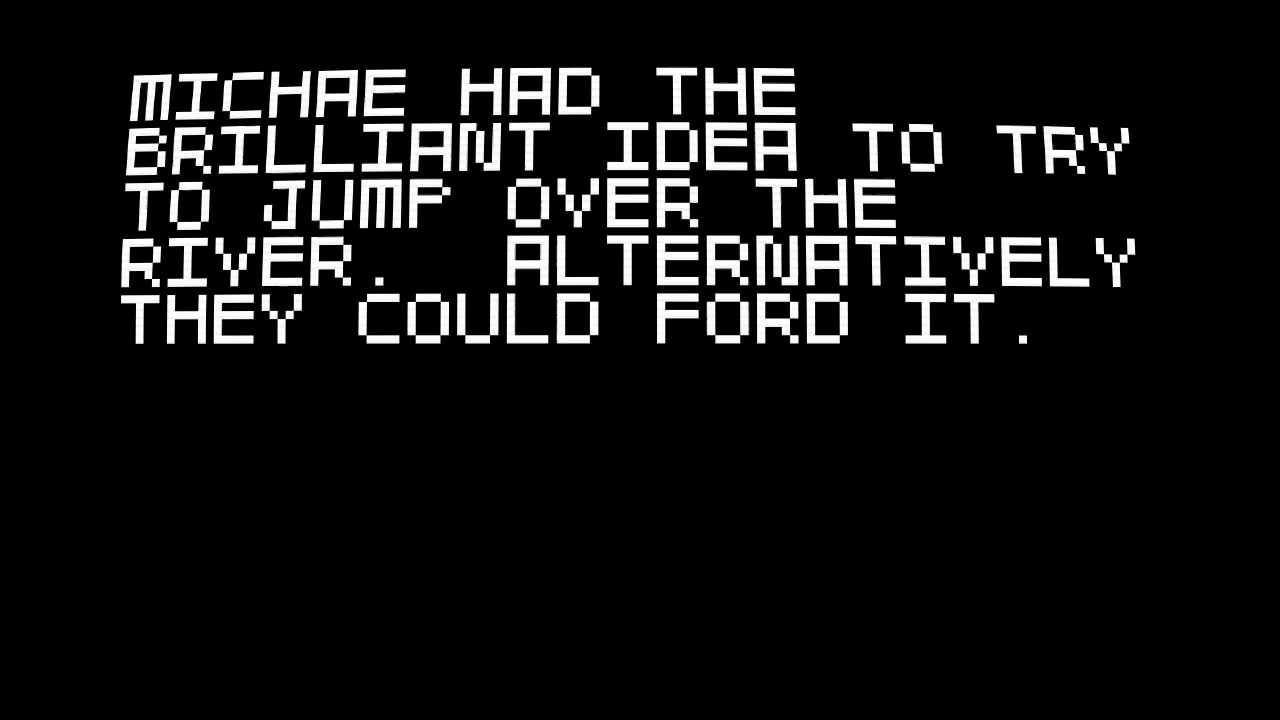 MICHAE HAD THE
BRILLIANT IDEA TO TRY
TO JUMP OVER THE
RIVER.  ALTERNATIVELY
THEY COULD FORD IT.